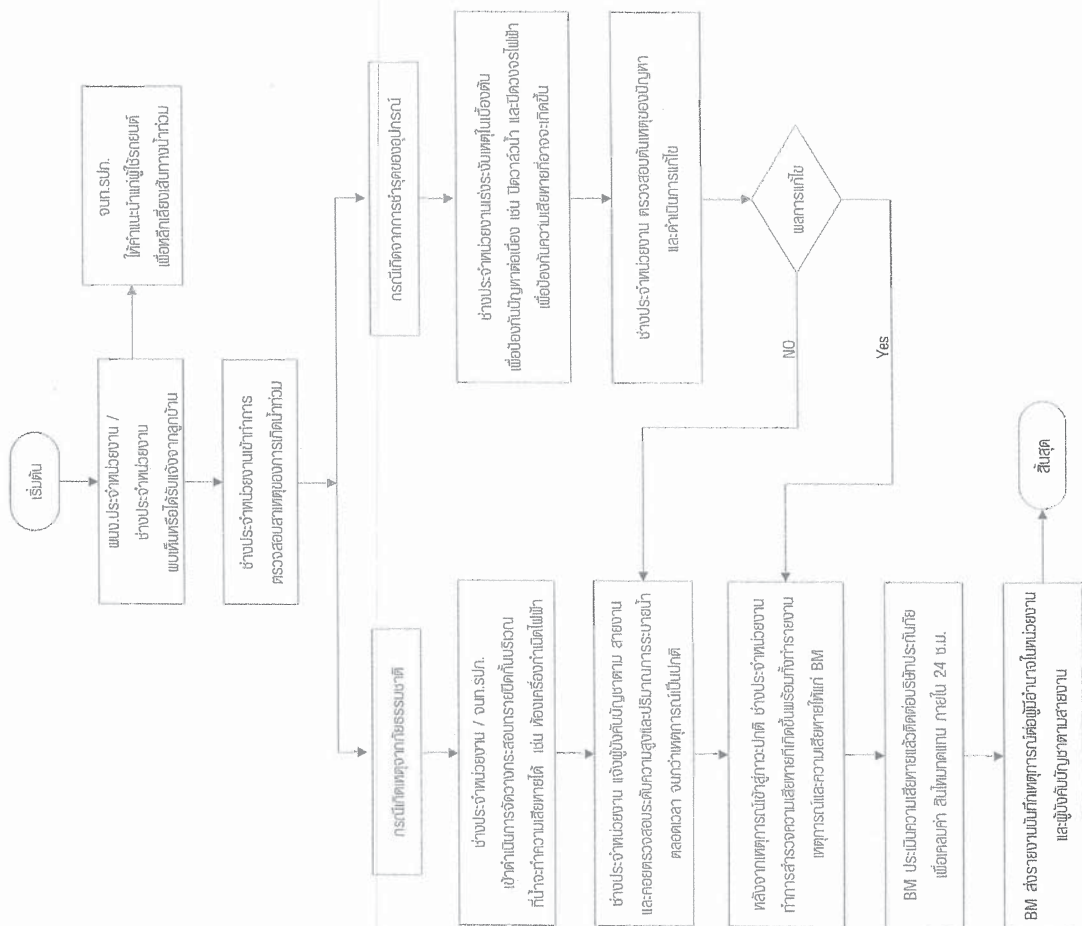 เริ่มต้น
พนง.ประจำหน่วยงาน /
ช่างประจำหน่วยงาน
พบเห็นหรือได้รับแจ้งจากลูกบ้าน
จนท.รปภ.
ให้คำแนะนำแก่ผู้ใช้รถยนต์
เพื่อหลีกเลี่ยงเส้นทางน้ำท่วม
ช่างประจำหน่วยงานเข้าทำการ
ตรวจสอบสาเหตุของการเกิดน้ำท่วม
กรณีเกิดเหตุจากภัยธรรมชาติ
ช่างประจำหน่วยงาน / จนท.รปภ.
เข้าดำเนินการจัดวางกระสอบทรายปิดกั้นบริเวณ
ที่น้ำจะทำความเสียหายได้ เช่น ห้องเครื่องกำเนิดไฟฟ้า
ช่างประจำหน่วยงาน แจ้งผู้บังคับบัญชาตาม สายงาน
และคอยตรวจสอบระดับความสูงและปริมาณการระบายน้ำ
ตลอดเวลา จนกว่าเหตุการณ์เป็นปกติ
หลังจากเหตุการณ์เข้าสู่ภาวะปกติ ช่างประจำหน่วยงาน
ทำการสำรวจความเสียหายที่เกิดขึ้นพร้อมทั้งทำรายงาน
เหตุการณ์และความเสียหายให้แก่ BM
BM ประเมินความเสียหายแล้วติดต่อบริษัทประกันภัย
เพื่อเคลมค่า สินไหมทดแทน ภายใน 24 ช.ม.
BM ส่งรายงานบันทึกเหตุการณ์ต่อผู้มีอำนาจในหน่วยงาน
และผู้บังคับบัญชาตามสายงาน
สิ้นสุด
กรณีเกิดจากการชำรุดของอุปกรณ์
ช่างประจำหน่วยงานเร่งระงับเหตุในเบื้องต้น
เพื่อป้องกันปัญหาต่อเนื่อง เช่น ปิดวาล์วน้ำ และปิดวงจรไฟฟ้า
เพื่อป้องกันความเสียหายที่อาจจะเกิดขึ้น
ช่างประจำหน่วยงาน ตรวจสอบต้นเหตุของปัญหา
และดำเนินการแก้ไข
ผลการแก้ไข
NO
Yes